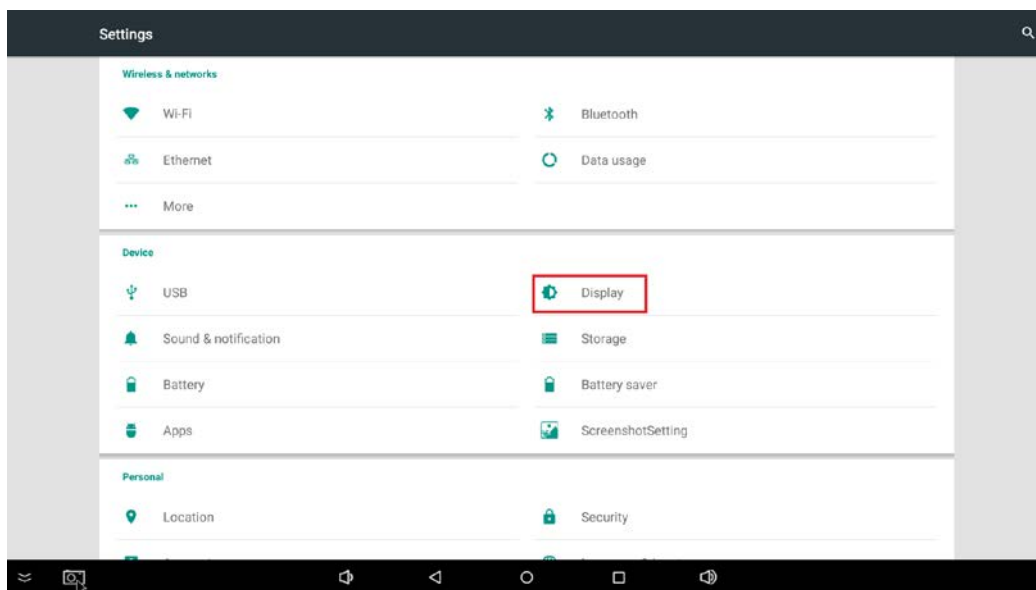 Settings
Wireless & networks
Wi-Fi
Bluetooth
Ethernet
Data usage
More
Device
USB
Display
Sound & notification
Storage
Battery
Battery saver
Apps
ScreenshotSetting
Personal
Location
Security